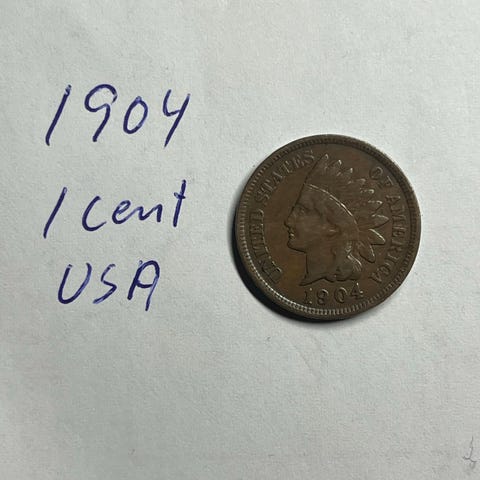 1904
1 cent
USA
UNITED STATES OF AMERICA
1904